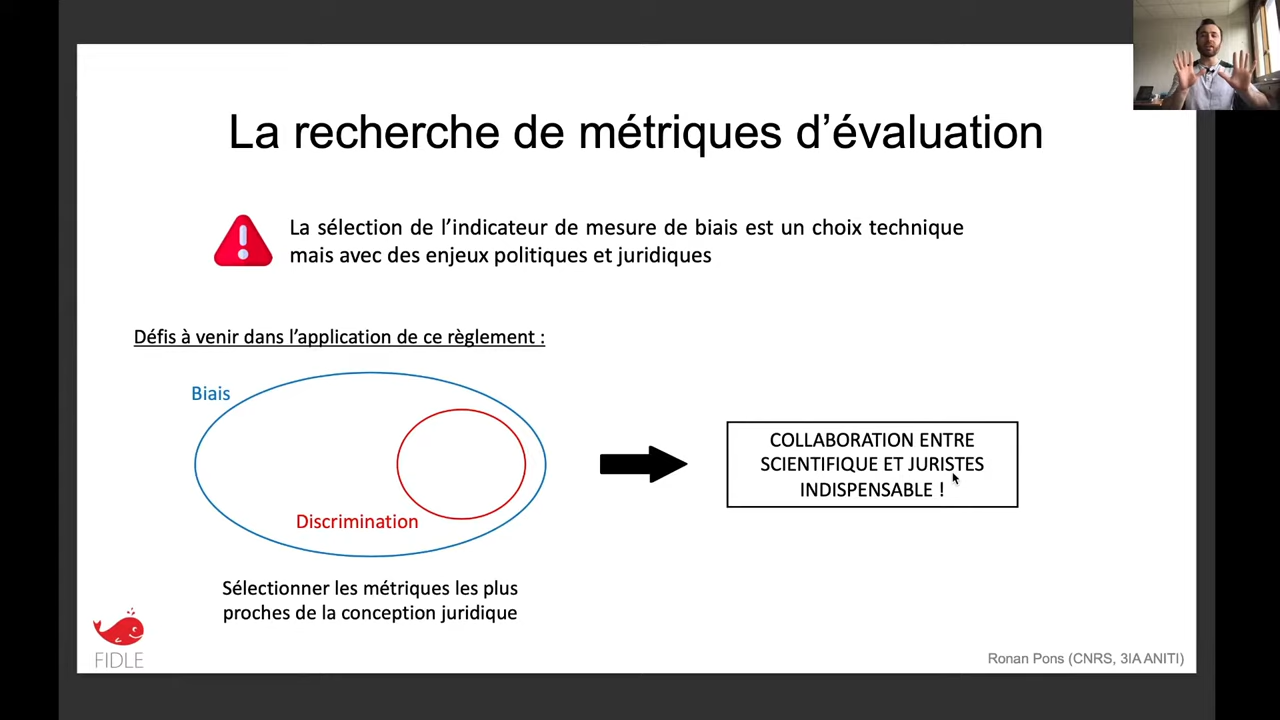 La recherche de métriques d’évaluation
La sélection de l’indicateur de mesure de biais est un choix technique
mais avec des enjeux politiques et juridiques
Défis à venir dans l’application de ce règlement :
Biais
Discrimination
Sélectionner les métriques les plus
proches de la conception juridique
COLLABORATION ENTRE
SCIENTIFIQUE ET JURISTES
INDISPENSABLE !
FIDLE
Ronan Pons (CNRS, 3IA ANITI)